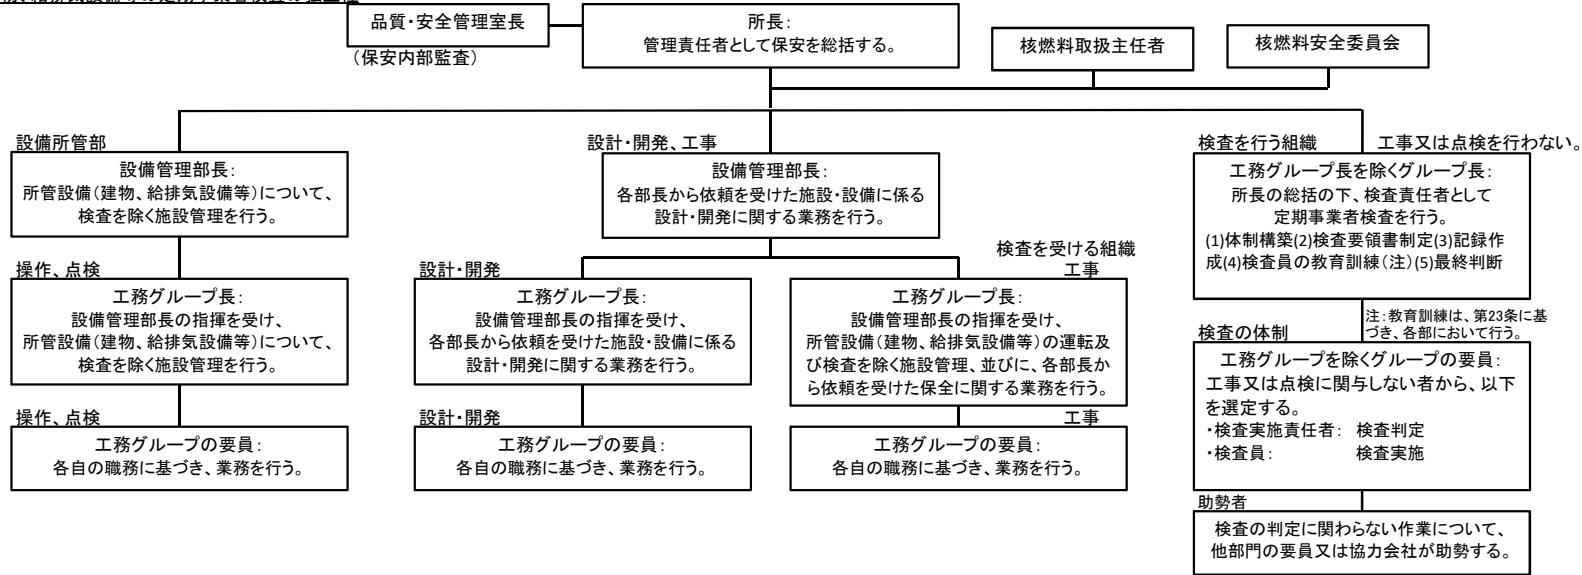 品質・安全管理室長
(保安内部監査)
所長:
管理責任者として保安を総括する。
核燃料取扱主任者
核燃料安全委員会
設備所管部
設備管理部長:
所管設備(建物、給排気設備等)について、
検査を除く施設管理を行う。
操作、点検
工務グループ長:
設備管理部長の指揮を受け、
所管設備(建物、給排気設備等)について、
検査を除く施設管理を行う。
操作、点検
工務グループの要員:
各自の職務に基づき、業務を行う。
設計・開発、工事
設備管理部長:
各部長から依頼を受けた施設・設備に係る
設計・開発に関する業務を行う。
検査を受ける組織
設計・開発
工務グループ長:
設備管理部長の指揮を受け、
各部長から依頼を受けた施設・設備に係る
設計・開発に関する業務を行う。
設計・開発
工務グループの要員:
各自の職務に基づき、業務を行う。
工事
工務グループ長:
設備管理部長の指揮を受け、
所管設備(建物、給排気設備等)の運転及
び検査を除く施設管理、並びに、各部長か
ら依頼を受けた保全に関する業務を行う。
工事
工務グループの要員:
各自の職務に基づき、業務を行う。
検査を行う組織 工事又は点検を行わない。
工務グループ長を除くグループ長:
所長の総括の下、検査責任者として
定期事業者検査を行う。
(1)体制構築(2)検査要領書制定(3)記録作
成(4)検査員の教育訓練(注)(5)最終判断
注:教育訓練は、第23条に基
づき、各部において行う。
検査の体制
工務グループを除くグループの要員:
工事又は点検に関与しない者から、以下
を選定する。
・検査実施責任者: 検査判定
・検査員: 検査実施
助勢者
検査の判定に関わらない作業について、
他部門の要員又は協力会社が助勢する。